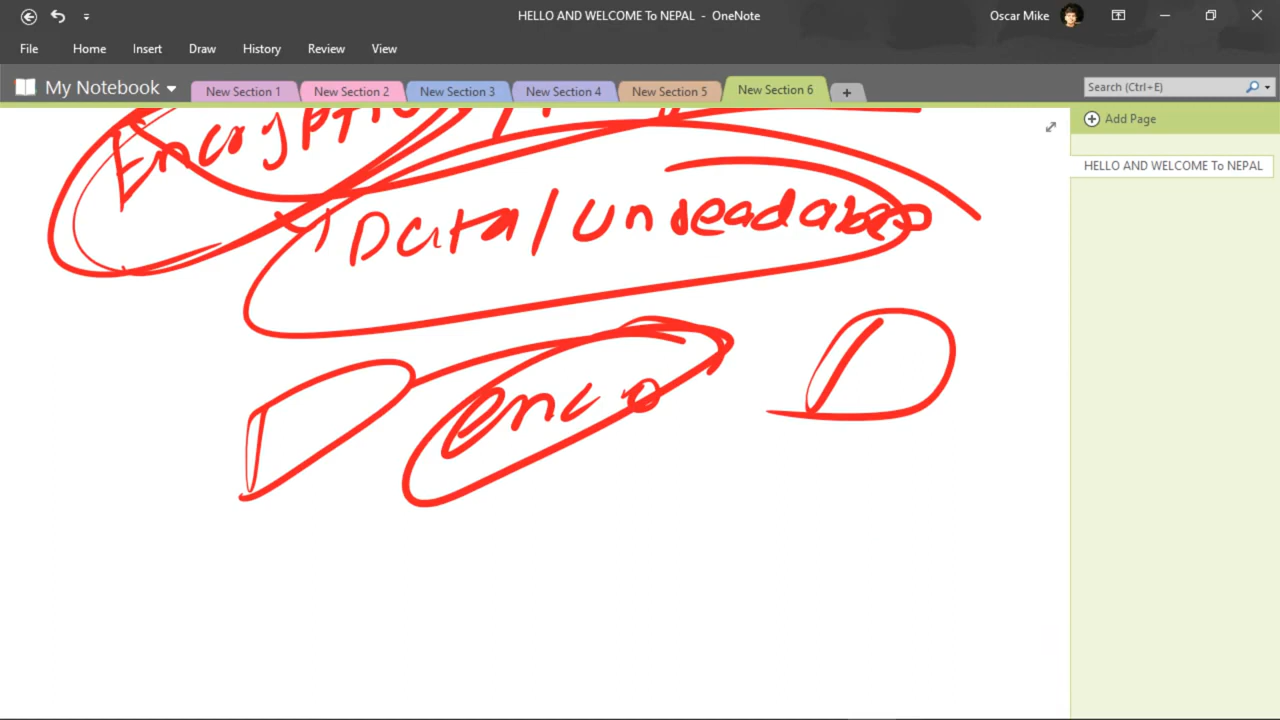 HELLO AND WELCOME To NEPAL - OneNote
Oscar Mike
File Home Insert Draw History Review View
My Notebook
New Section 1 New Section 2 New Section 3 New Section 4 New Section 5 New Section 6
Search (Ctrl+E)
Add Page
HELLO AND WELCOME To NEPAL
Encryptio
Data/unreadable
D enc D